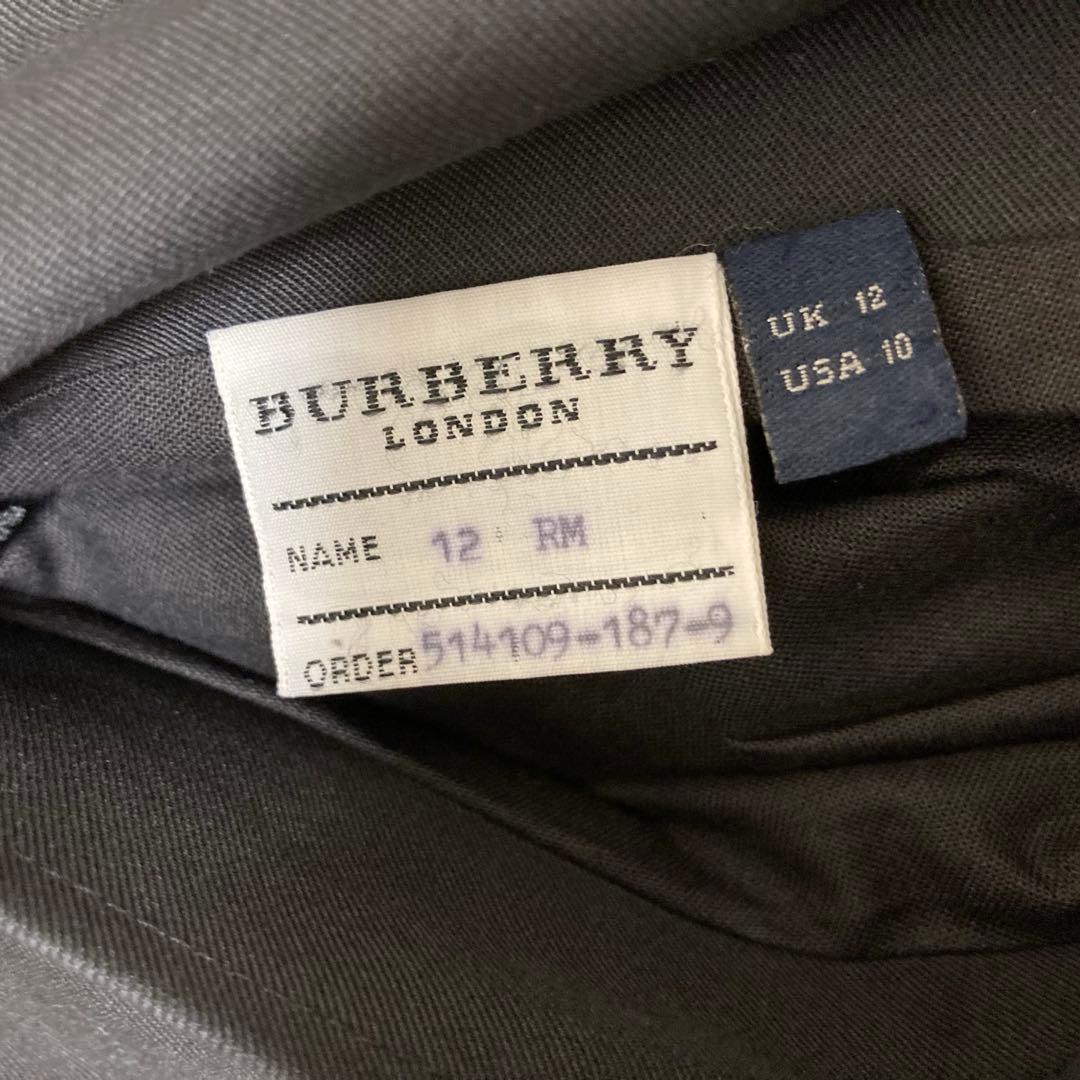 BURBERRY
LONDON
NAME 12 RM
ORDER 514109-187-9
UK 12
USA 10